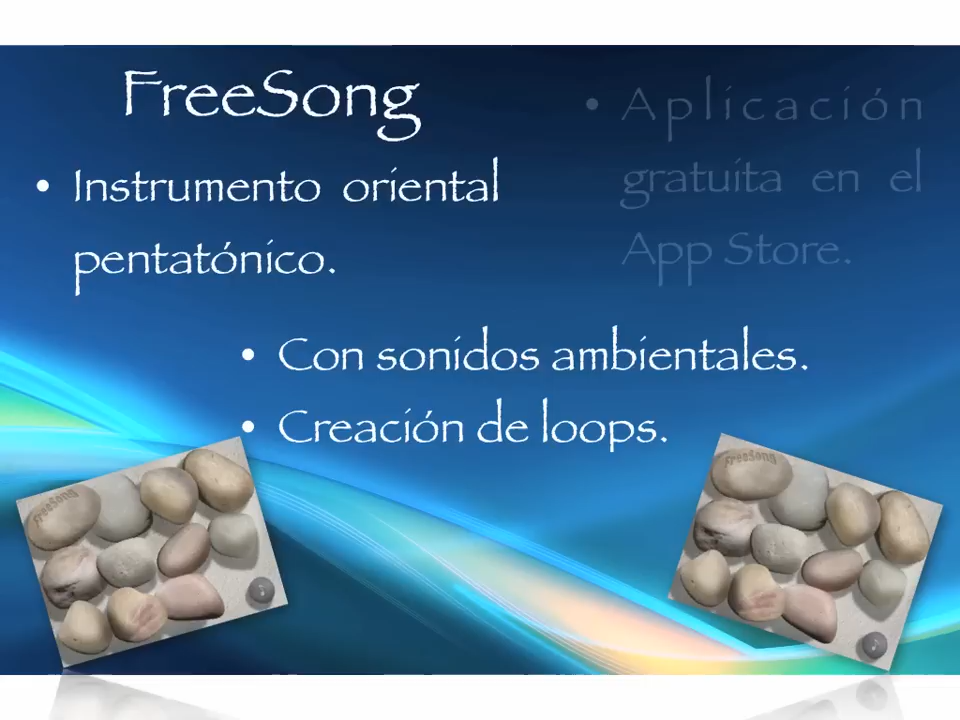 FreeSong
• Instrumento oriental
pentatónico.
• Aplicación
gratuita en el
App Store.
• Con sonidos ambientales.
• Creación de loops.
FreeSong
FreeSong